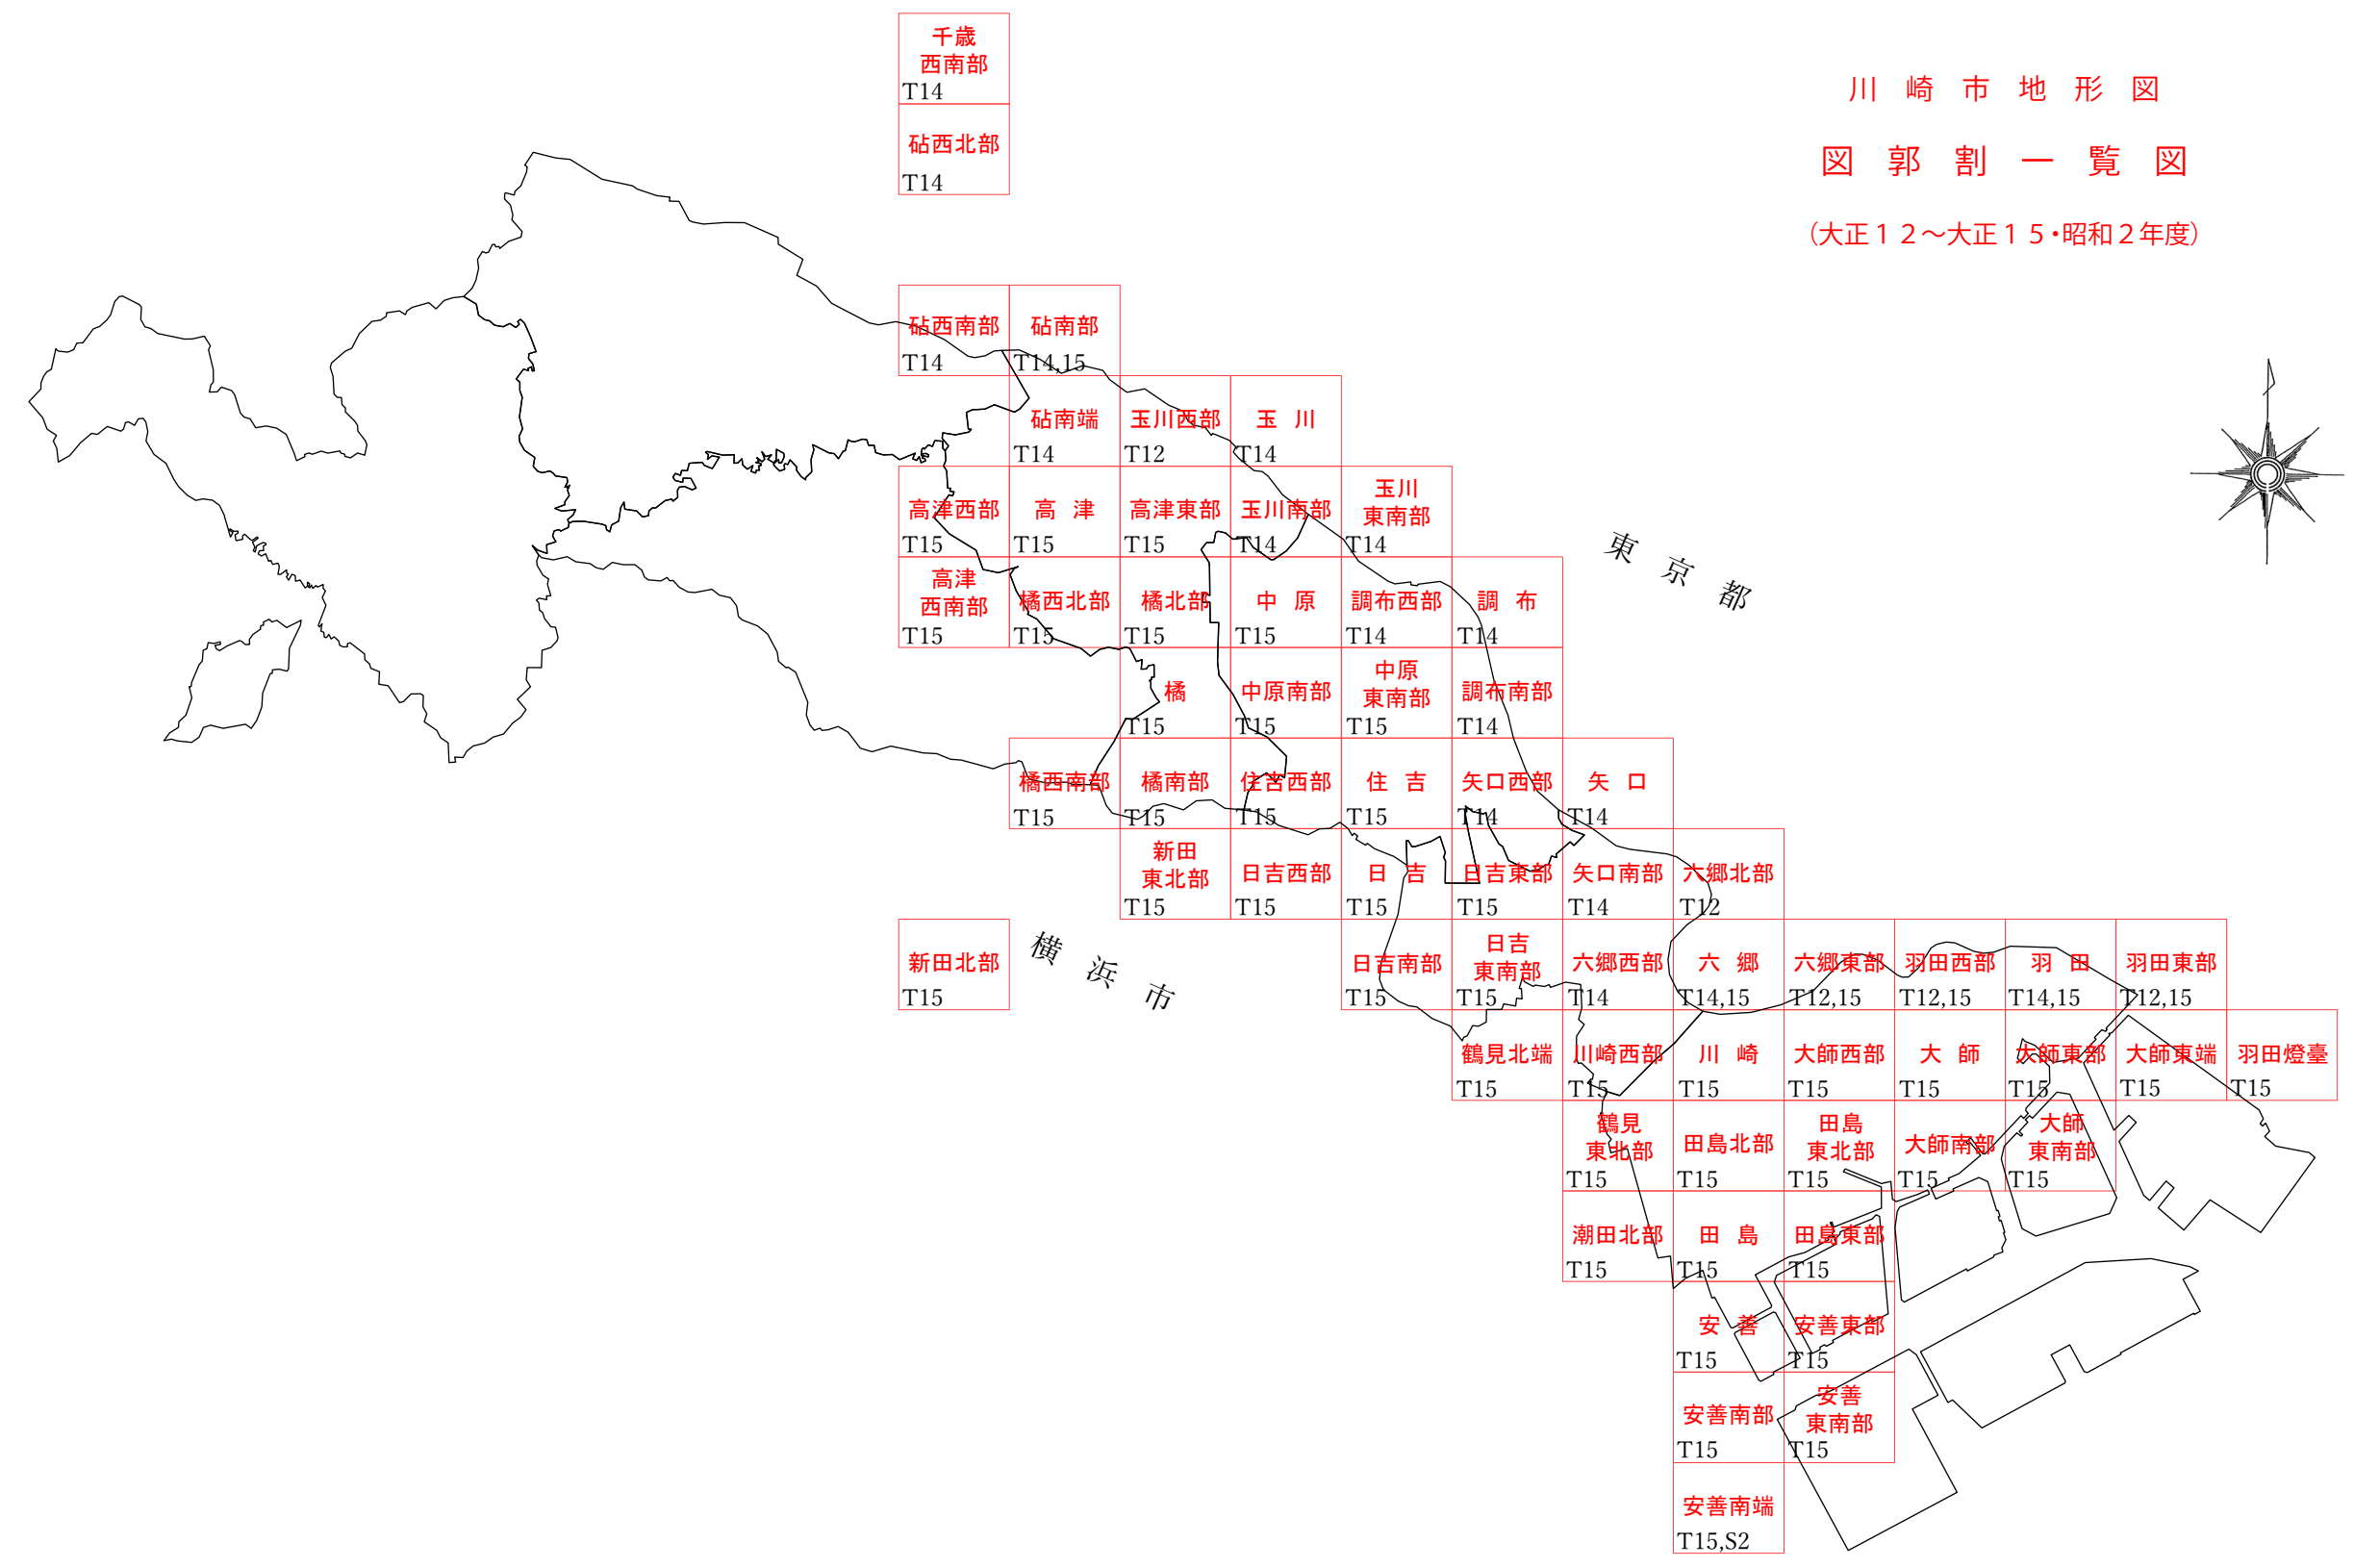 川崎市地形図
図郭割一覧図
（大正１２～大正１５・昭和２年度）
千歳
西南部
T14
砧西北部
T14
砧西南部
T14
砧南部
T14,15
砧南端
T14
玉川西部
T12
玉 川
T14
高津西部
T15
高 津
T15
高津東部
T15
玉川南部
T14
玉川
東南部
T14
東京都
高津
西南部
T15
橘西北部
T15
橘北部
T15
中 原
T15
調布西部
T14
調 布
T14
橘
T15
中原南部
T15
中原
東南部
T15
調布南部
T14
橘西南部
T15
橘南部
T15
住吉西部
T15
住 吉
T15
矢口西部
T14
矢 口
T14
新田
東北部
T15
日吉西部
T15
日 吉
T15
日吉東部
T15
矢口南部
T14
六郷北部
T12
新田北部
T15
横浜市
日吉南部
T15
日吉
東南部
T15
六郷西部
T14
六 郷
T14,15
六郷東部
T12,15
羽田西部
T12,15
羽 田
T14,15
羽田東部
T12,15
鶴見北端
T15
川崎西部
T15
川 崎
T15
大師西部
T15
大 師
T15
大師東部
T15
大師東端
T15
羽田燈臺
T15
鶴見
東北部
T15
田島北部
T15
田島
東北部
T15
大師南部
T15
大師
東南部
T15
潮田北部
T15
田 島
T15
田島東部
T15
安 善
T15
安善東部
T15
安善南部
T15
安善
東南部
T15
安善南端
T15,S2